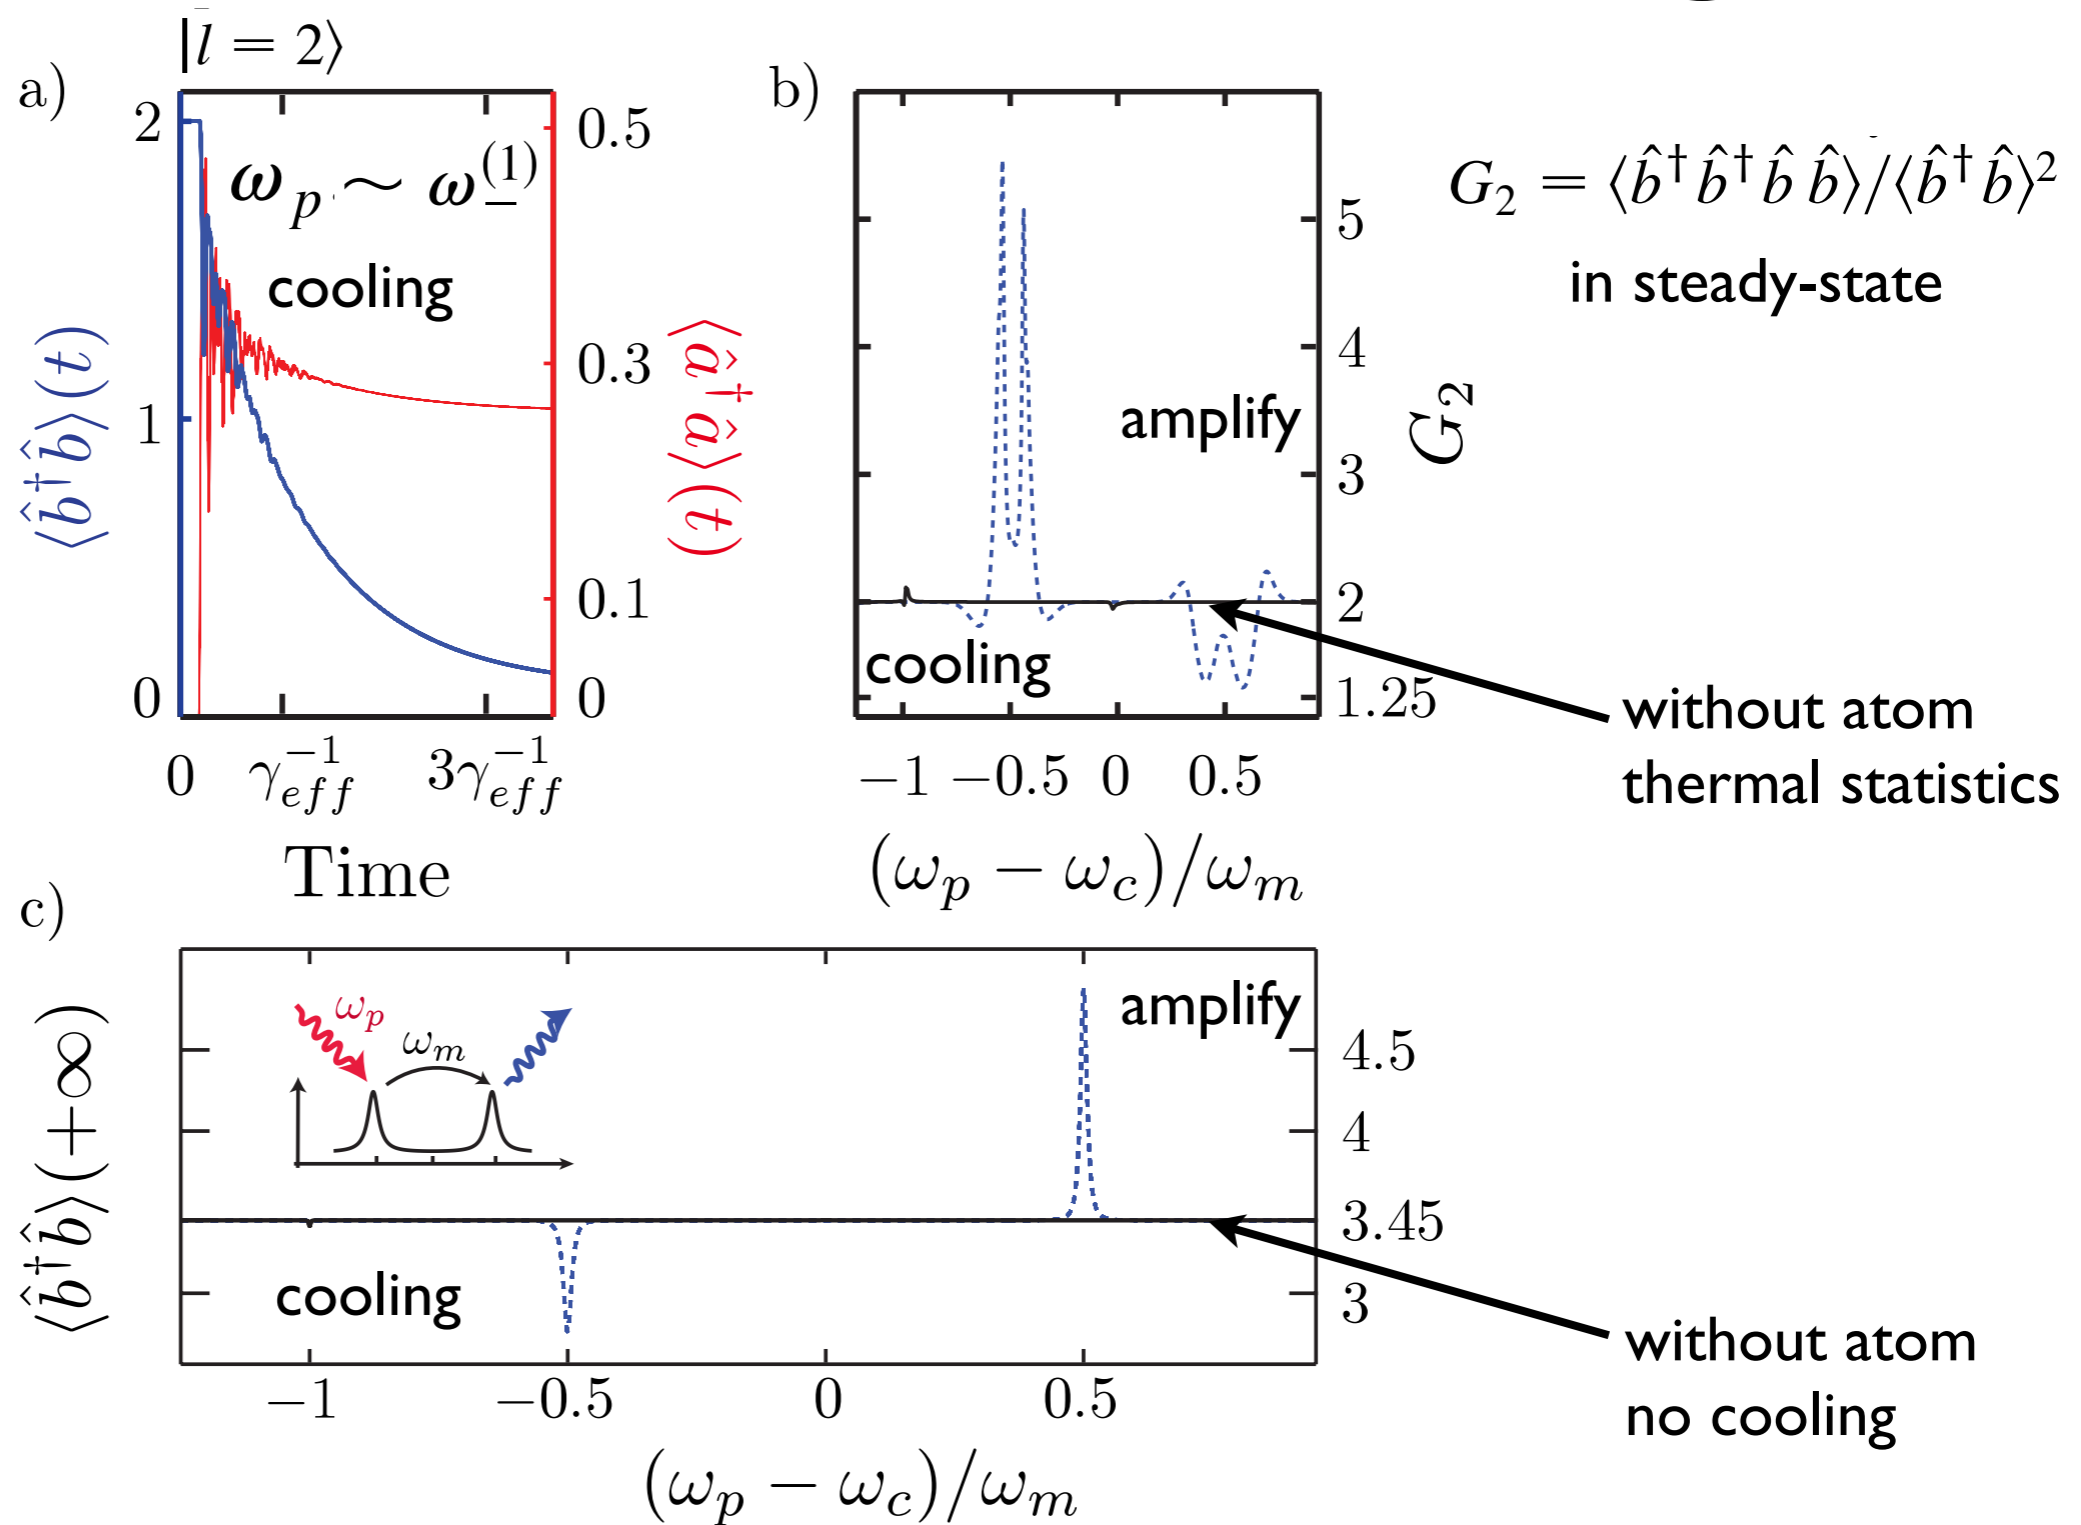 |l = 2⟩
a)
2
1
0
⟨b̂†b̂⟩(t)
ω_p ∼ ω_−^(1)
cooling
0.5
0.3
0.1
0
⟨â†â⟩(t)
0 γ_eff^−1 3γ_eff^−1
Time
b)
amplify
cooling
5
4
3
2
1.25
G₂
−1 −0.5 0 0.5
(ω_p − ω_c)/ω_m
G₂ = ⟨b̂†b̂†b̂ b̂⟩/⟨b̂†b̂⟩²
in steady-state
without atom
thermal statistics
c)
⟨b̂†b̂⟩(+∞)
ω_p
ω_m
amplify
cooling
4.5
4
3.45
3
−1 −0.5 0 0.5
(ω_p − ω_c)/ω_m
without atom
no cooling